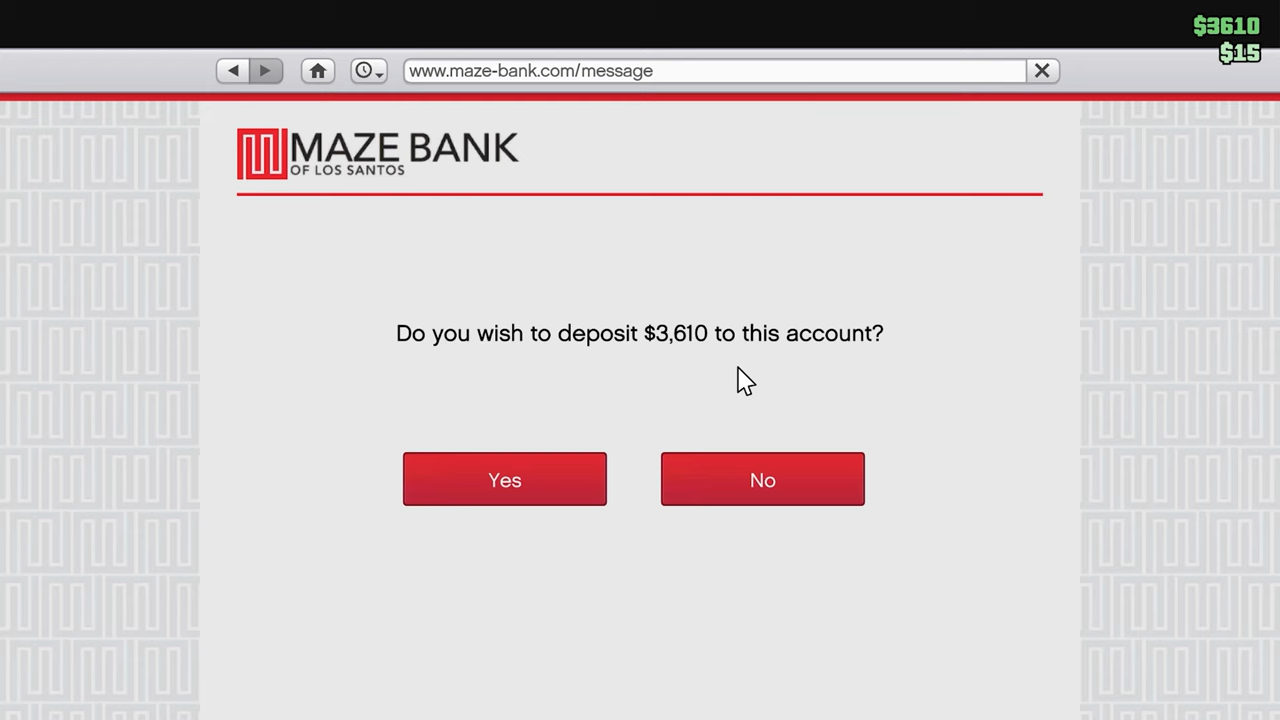 $3610
$15
www.maze-bank.com/message
MAZE BANK
OF LOS SANTOS
Do you wish to deposit $3,610 to this account?
Yes
No